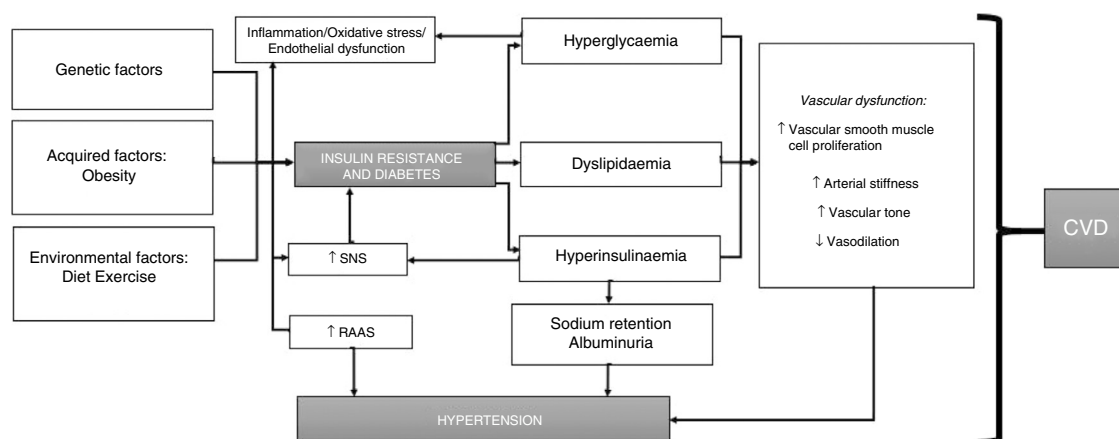 Inflammation/Oxidative stress/
Endothelial dysfunction
Hyperglycaemia
Genetic factors
Vascular dysfunction:
↑ Vascular smooth muscle
cell proliferation
Acquired factors:
Obesity
INSULIN RESISTANCE
AND DIABETES
Dyslipidaemia
↑ Arterial stiffness
↑ Vascular tone
↓ Vasodilation
CVD
Environmental factors:
Diet Exercise
↑ SNS
Hyperinsulinaemia
↑ RAAS
Sodium retention
Albuminuria
HYPERTENSION